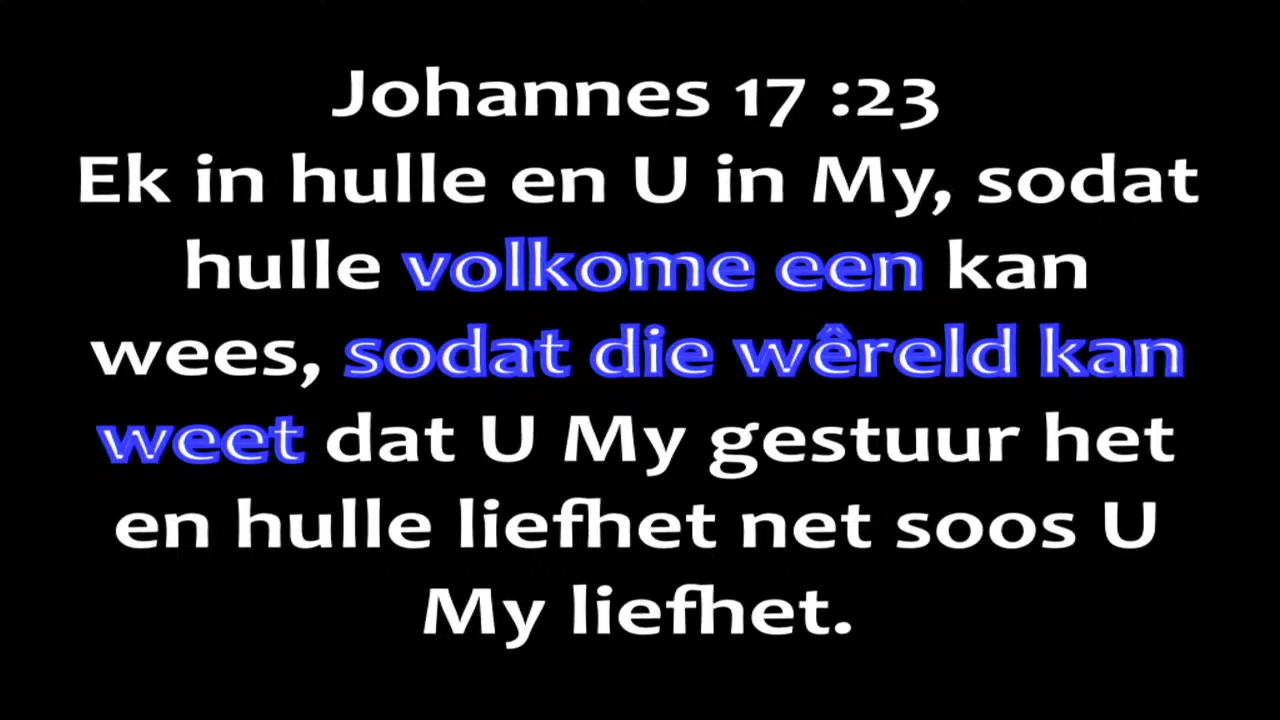 Johannes 17 :23
Ek in hulle en U in My, sodat
hulle volkome een kan
wees, sodat die wêreld kan
weet dat U My gestuur het
en hulle liefhet net soos U
My liefhet.